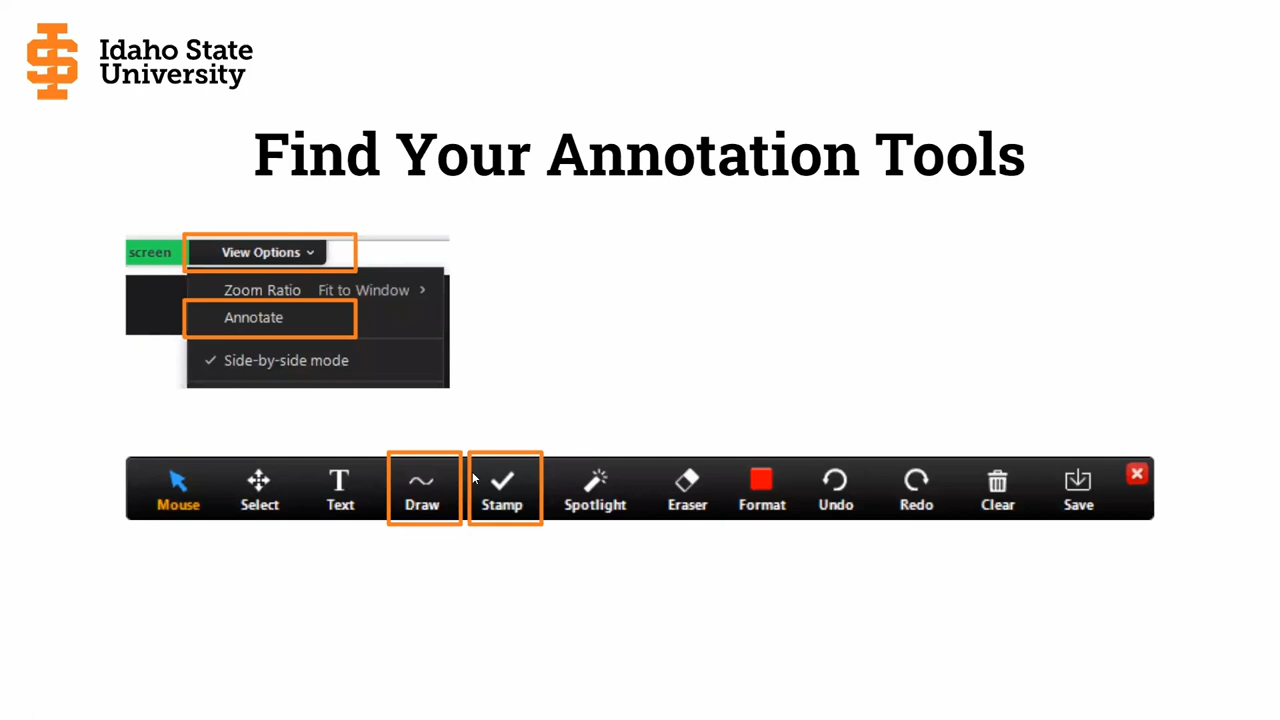 Idaho State
University
Find Your Annotation Tools
screen View Options
Zoom Ratio Fit to Window
Annotate
Side-by-side mode
Mouse Select Text Draw Stamp Spotlight Eraser Format Undo Redo Clear Save